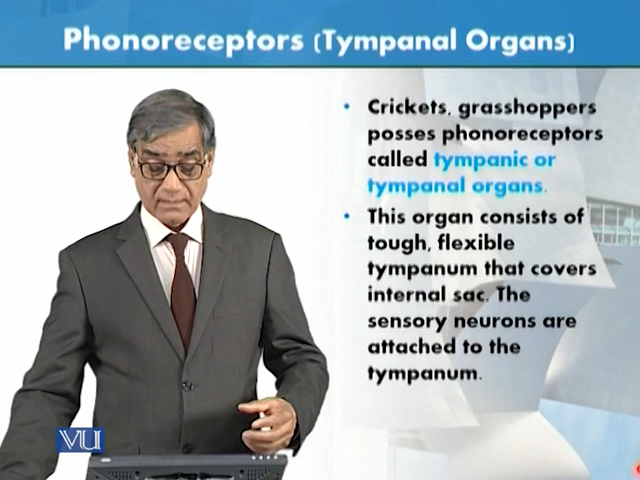 Phonoreceptors (Tympanal Organs)
• Crickets, grasshoppers
posses phonoreceptors
called tympanic or
tympanal organs.
• This organ consists of
tough, flexible
tympanum that covers
internal sac. The
sensory neurons are
attached to the
tympanum.
VU